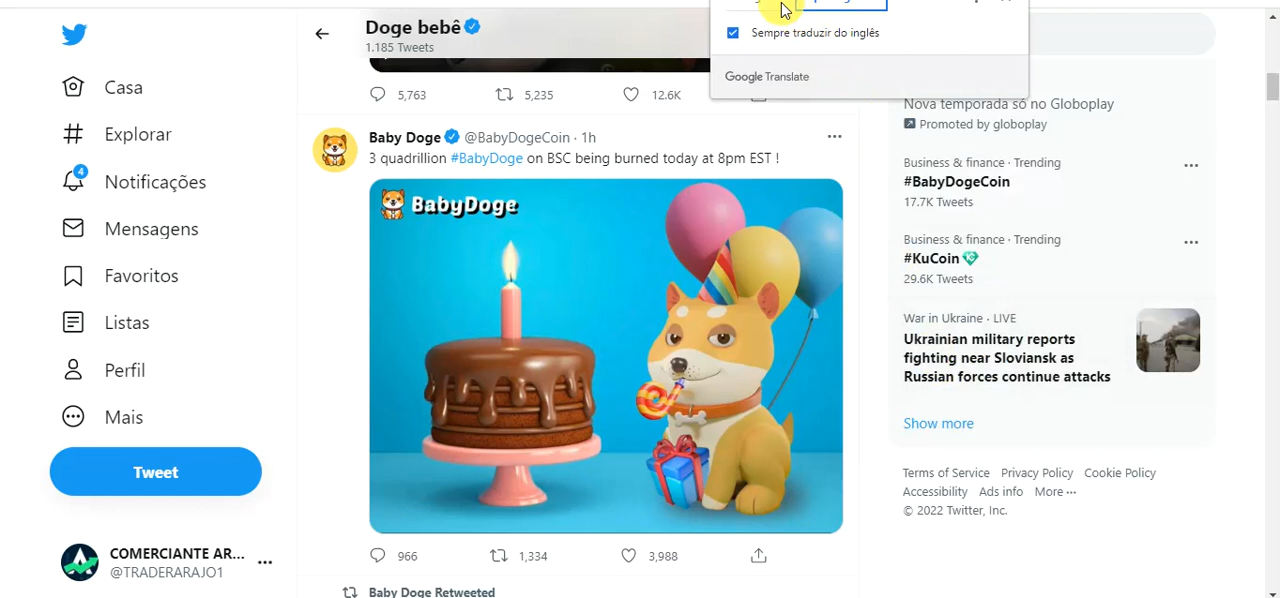 Casa
Explorar
4
Notificações
Mensagens
Favoritos
Listas
Perfil
Mais
Tweet
COMERCIANTE AR...
@TRADERARAJO1
Doge bebê
1.185 Tweets
5,763 5,235 12.6K
Baby Doge @BabyDogeCoin · 1h
3 quadrillion #BabyDoge on BSC being burned today at 8pm EST !
BabyDoge
966 1,334 3,988
Baby Doge Retweeted
Sempre traduzir do inglês
Google Translate
Nova temporada só no Globoplay
Promoted by globoplay
Business & finance · Trending
#BabyDogeCoin
17.7K Tweets
Business & finance · Trending
#KuCoin
29.6K Tweets
War in Ukraine · LIVE
Ukrainian military reports
fighting near Sloviansk as
Russian forces continue attacks
Show more
Terms of Service Privacy Policy Cookie Policy
Accessibility Ads info More ···
© 2022 Twitter, Inc.